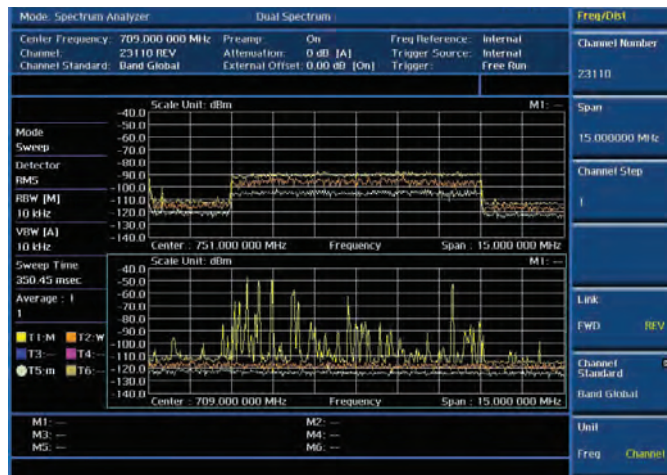 Mode: Spectrum Analyzer
Dual Spectrum
Freq/Dist
Center Frequency: 709.000 000 MHz
Preamp: On
Freq Reference: Internal
Channel: 23110 REV
Attenuation: 0 dB [A]
Trigger Source: Internal
Channel Standard: Band Global
External Offset: 0.00 dB [On]
Trigger: Free Run
Channel Number
23110
Span
15.000000 MHz
Channel Step
1
Link
FWD REV
Channel Standard
Band Global
Unit
Freq Channel
Mode
Sweep
Detector
RMS
RBW [M]
10 kHz
VBW [A]
10 kHz
Sweep Time
350.45 msec
Average : 1
1
T1:M T2:W
T3:-- T4:--
T5:m T6:--
Scale Unit: dBm
M1: --
-40.0
-50.0
-60.0
-70.0
-80.0
-90.0
-100.0
-110.0
-120.0
-130.0
-140.0
Center : 751.000 000 MHz
Frequency
Span : 15.000 000 MHz
Scale Unit: dBm
M1: --
-40.0
-50.0
-60.0
-70.0
-80.0
-90.0
-100.0
-110.0
-120.0
-130.0
-140.0
Center : 709.000 000 MHz
Frequency
Span : 15.000 000 MHz
M1: --
M2: --
M3: --
M4: --
M5: --
M6: --